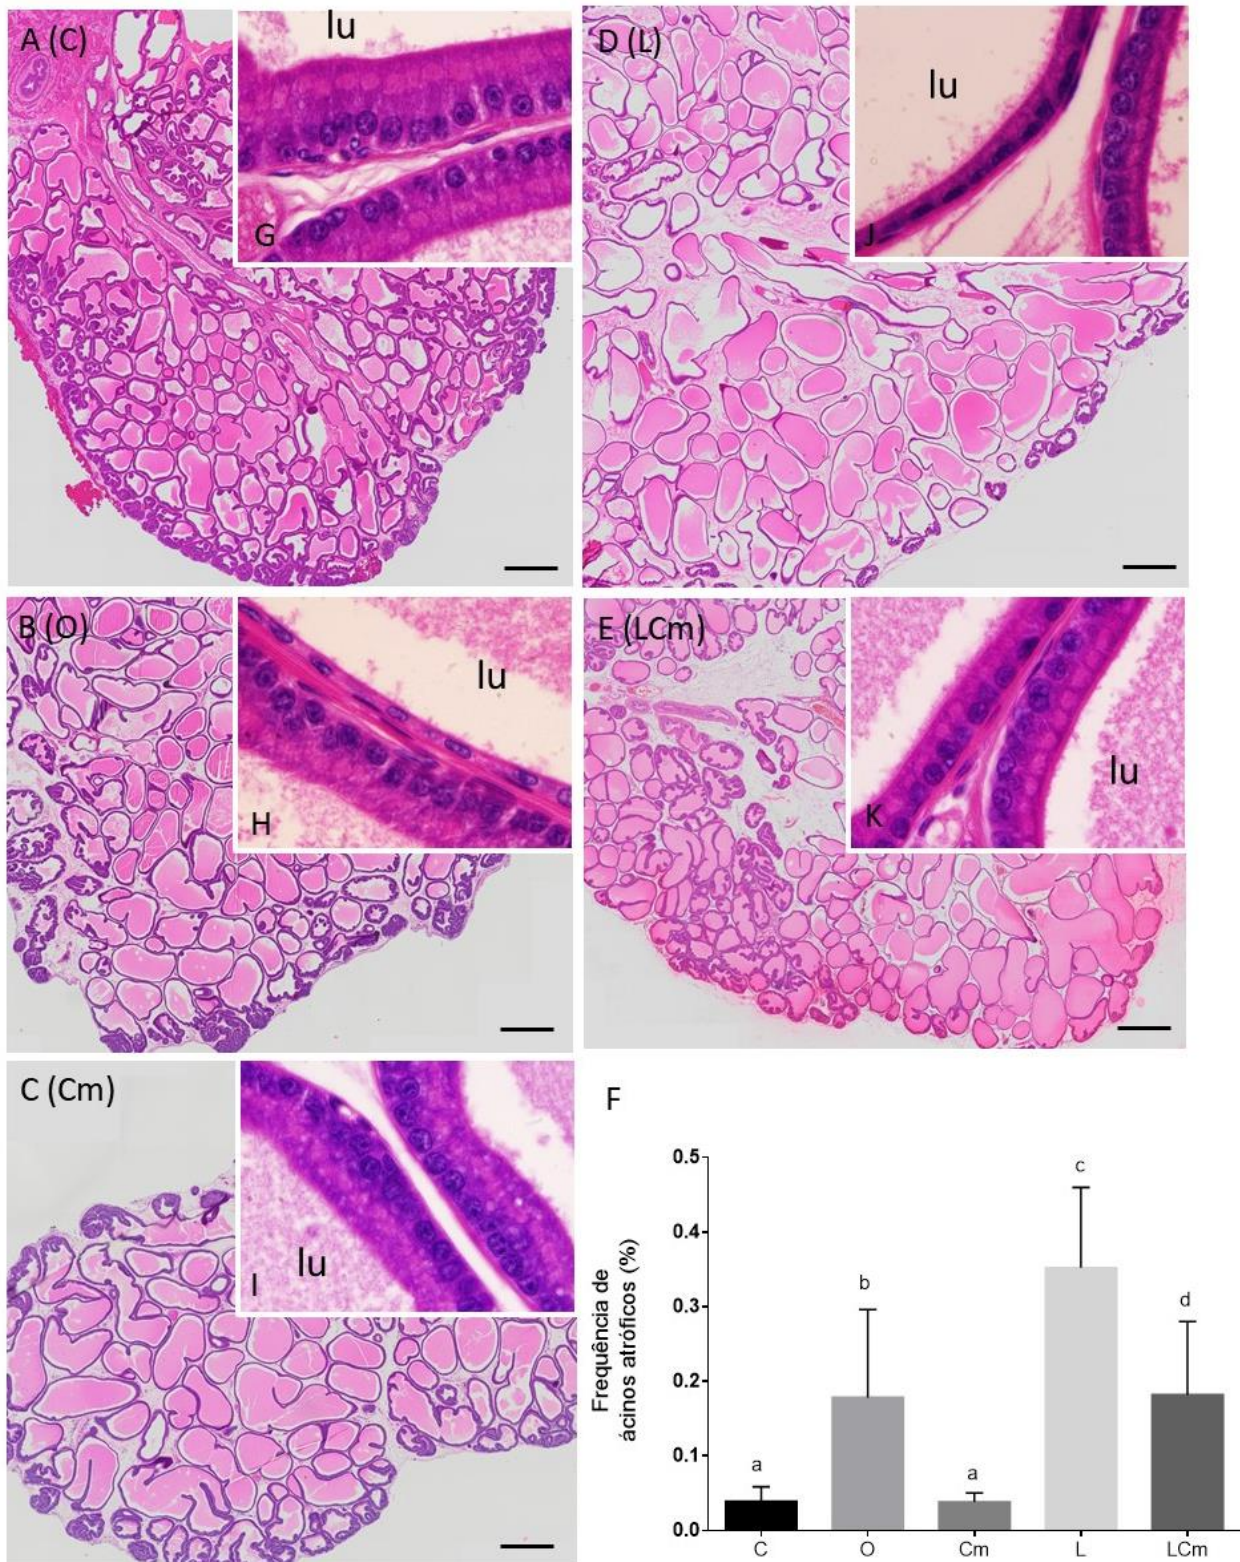 A (C)
lu
G
D (L)
lu
J
B (O)
lu
H
E (LCm)
lu
K
C (Cm)
lu
I
F
Frequência de
ácinos atróficos (%)
0.5
0.4
0.3
0.2
0.1
0.0
a
b
a
c
d
C
O
Cm
L
LCm